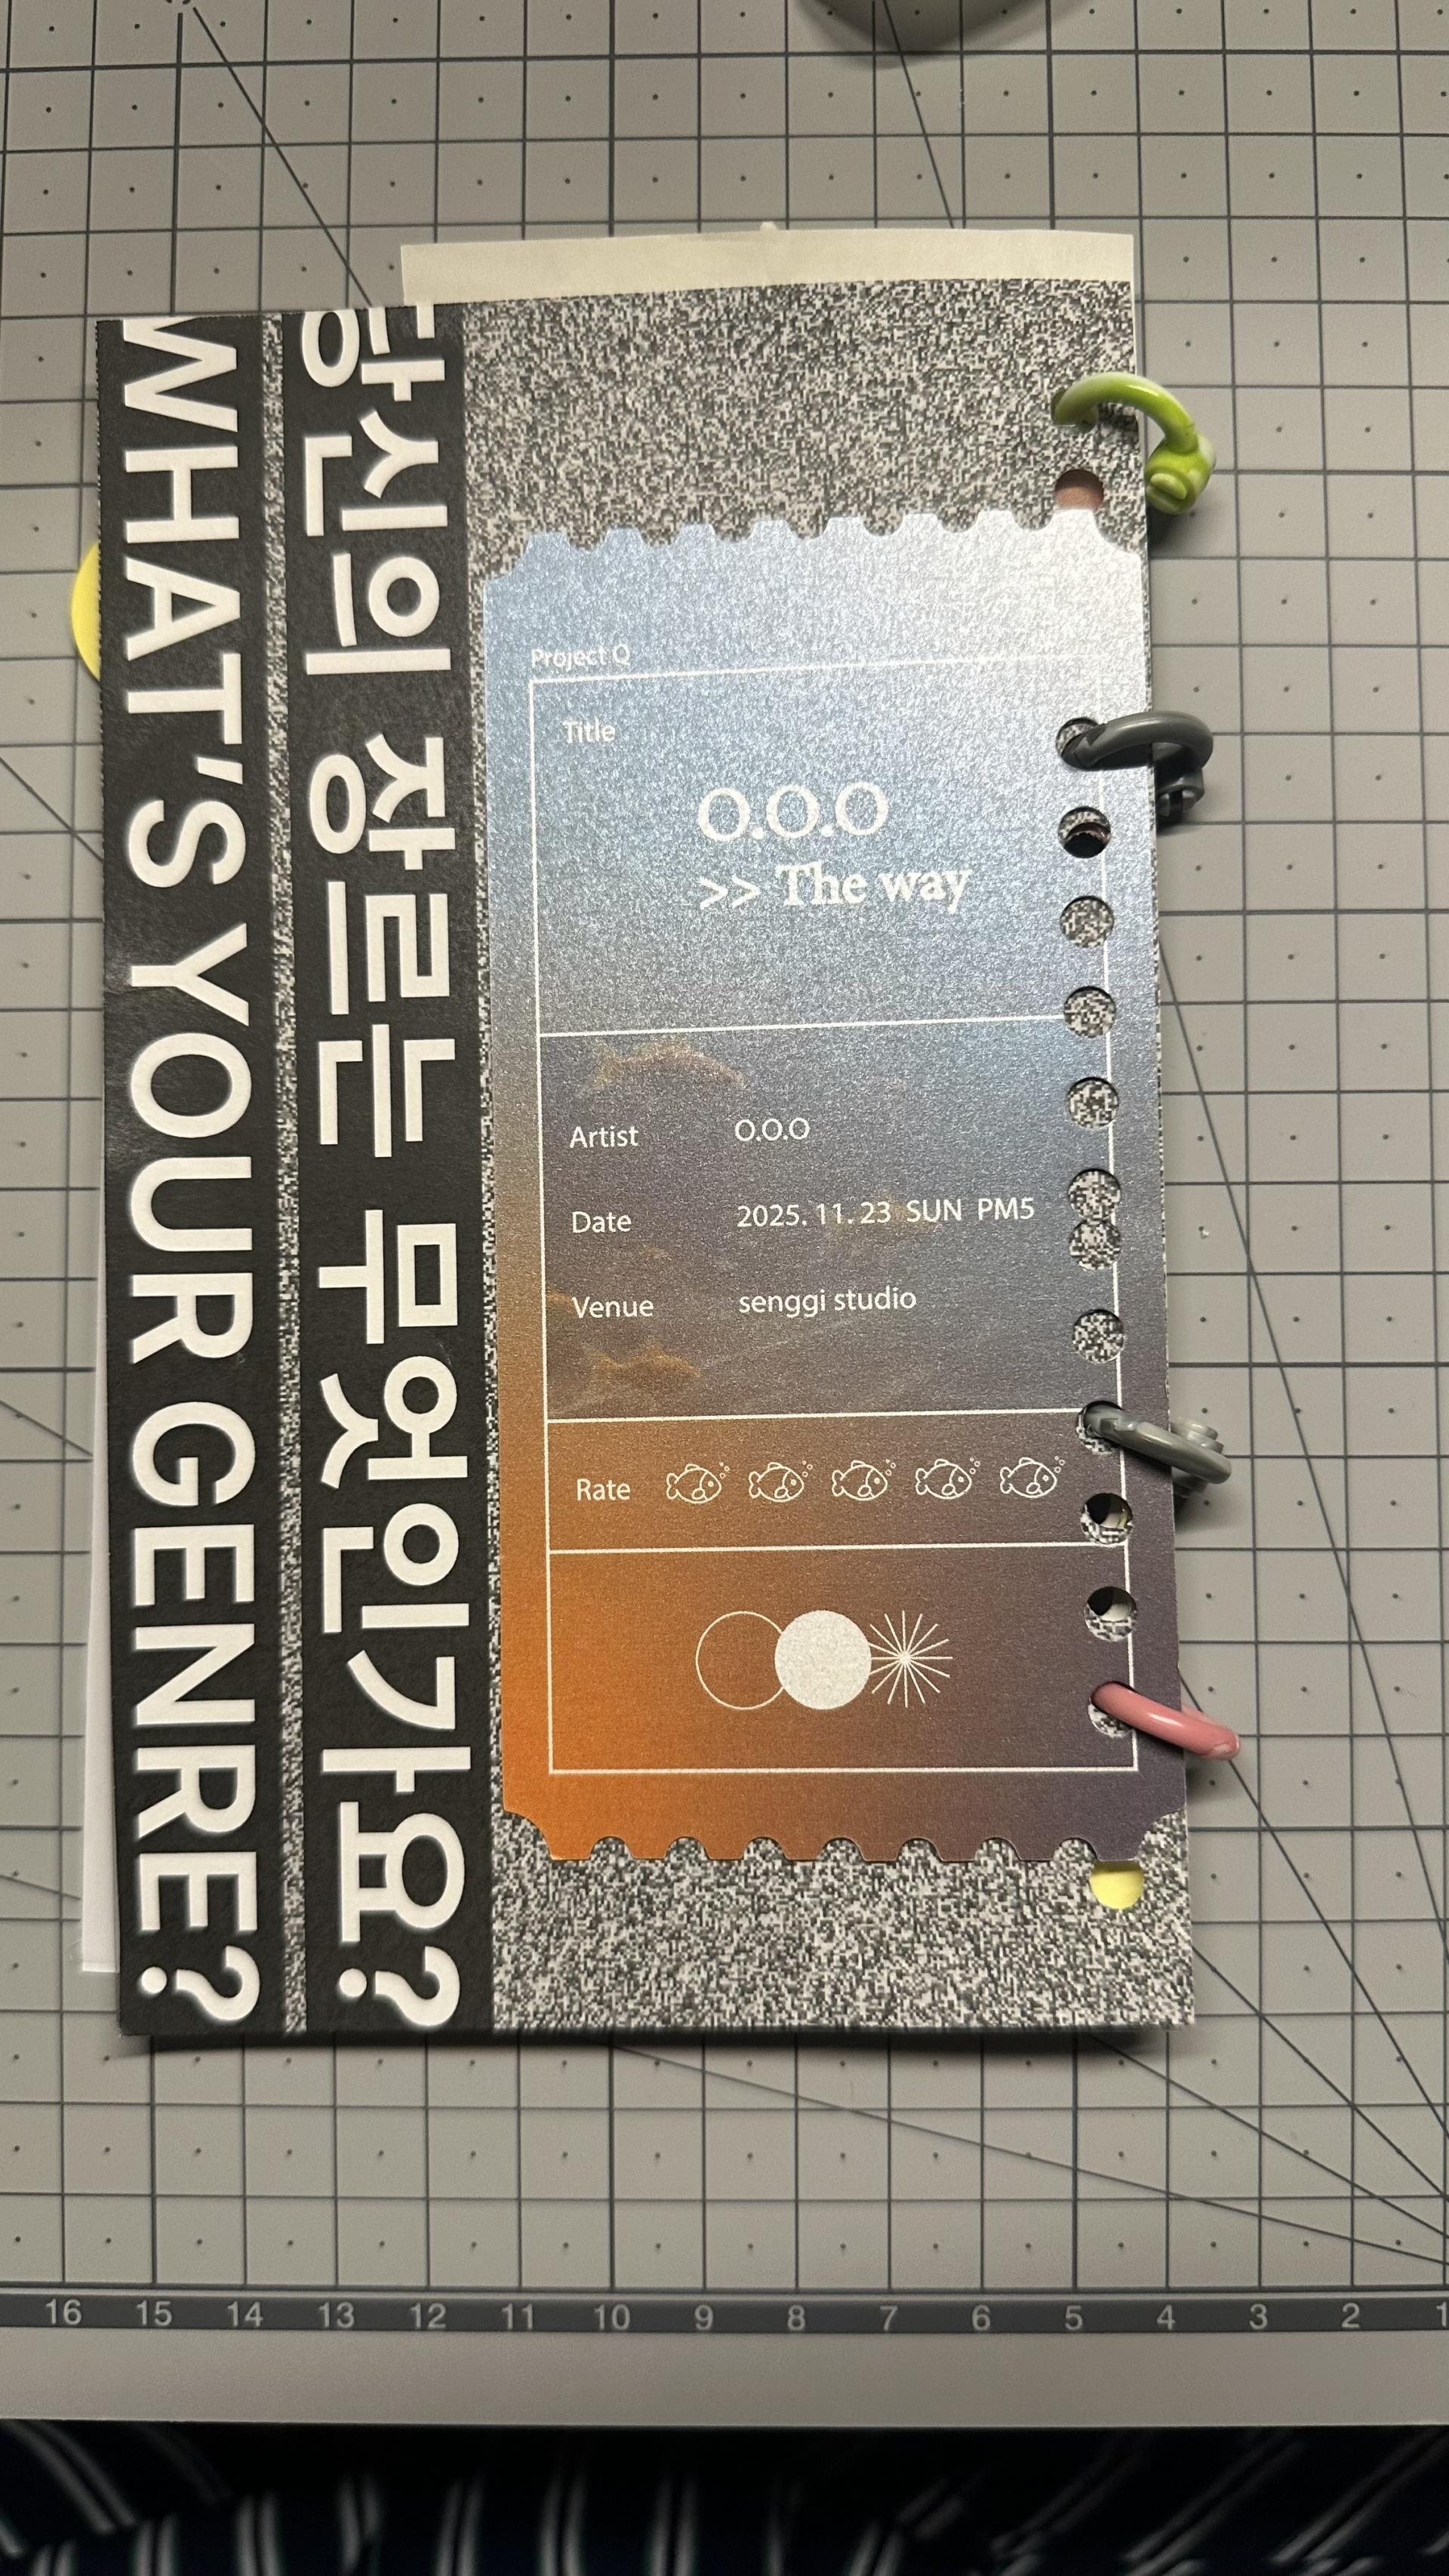 WHAT'S YOUR GENRE?
당신의 장르는 무엇인가요?
Project Q
Title
O.O.O
>> The way
Artist O.O.O
Date 2025. 11. 23 SUN PM5
Venue senggi studio
Rate
16 15 14 13 12 11 10 9 8 7 6 5 4 3 2 1